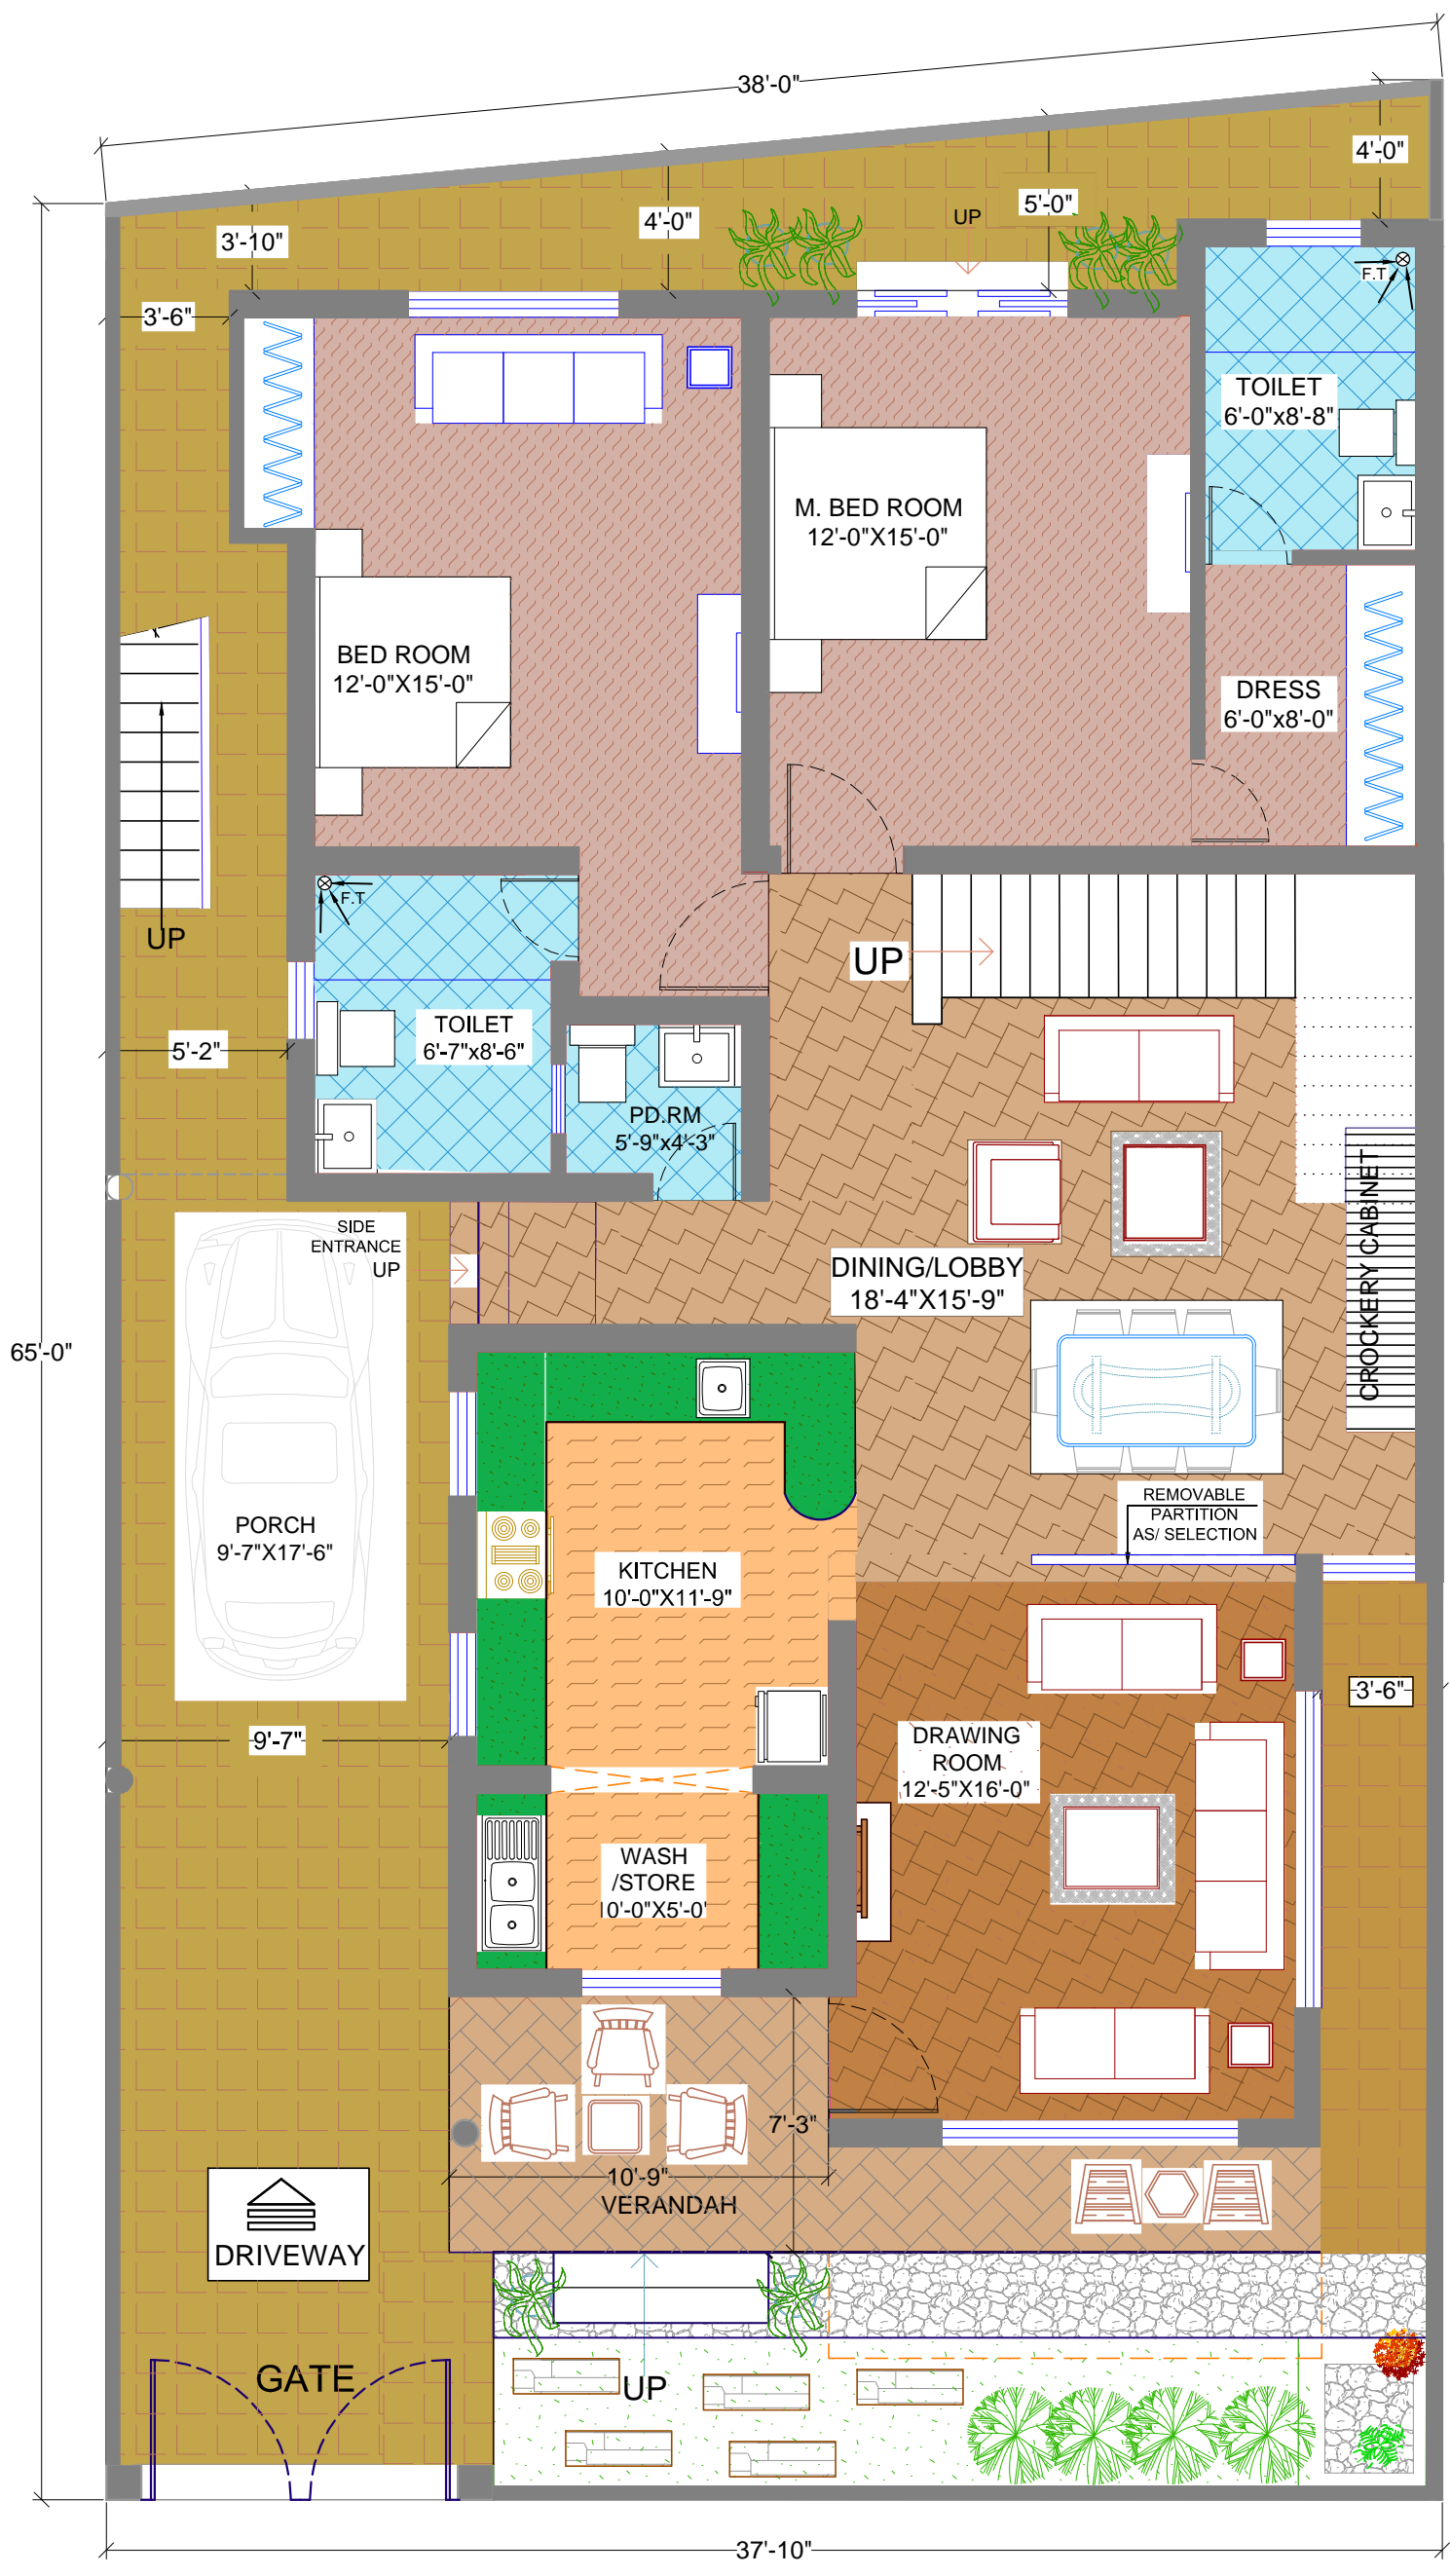 38'-0"
4'-0"
5'-0"
4'-0"
UP
3'-10"
F.T
3'-6"
TOILET
6'-0"x8'-8"
M. BED ROOM
12'-0"X15'-0"
BED ROOM
12'-0"X15'-0"
DRESS
6'-0"x8'-0"
F.T
UP
UP
TOILET
6'-7"x8'-6"
5'-2"
PD.RM
5'-9"x4'-3"
CROCKERY CABINET
SIDE
ENTRANCE
UP
DINING/LOBBY
18'-4"X15'-9"
65'-0"
REMOVABLE
PARTITION
AS/ SELECTION
PORCH
9'-7"X17'-6"
KITCHEN
10'-0"X11'-9"
3'-6"
9'-7"
DRAWING
ROOM
12'-5"X16'-0"
WASH
/STORE
0'-0"X5'-0'
7'-3"
10'-9"
VERANDAH
DRIVEWAY
GATE
UP
37'-10"